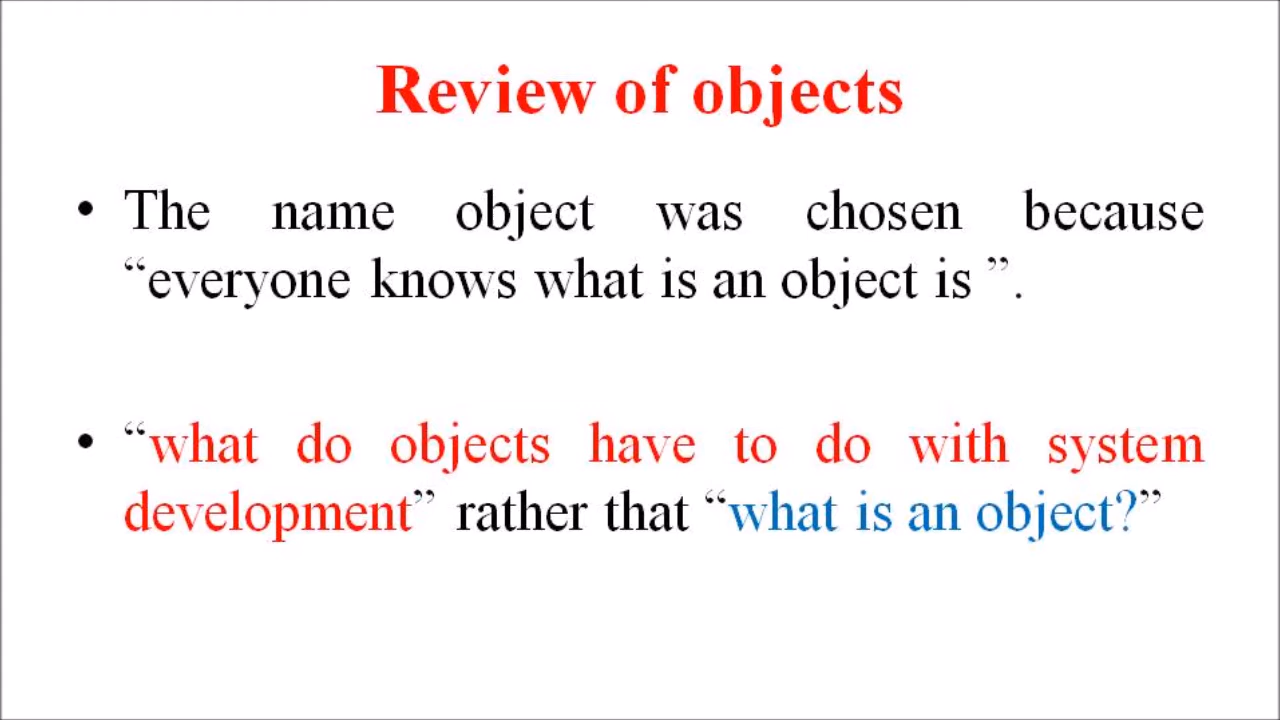 Review of objects
• The name object was chosen because
“everyone knows what is an object is ”.
• “what do objects have to do with system
development” rather that “what is an object?”